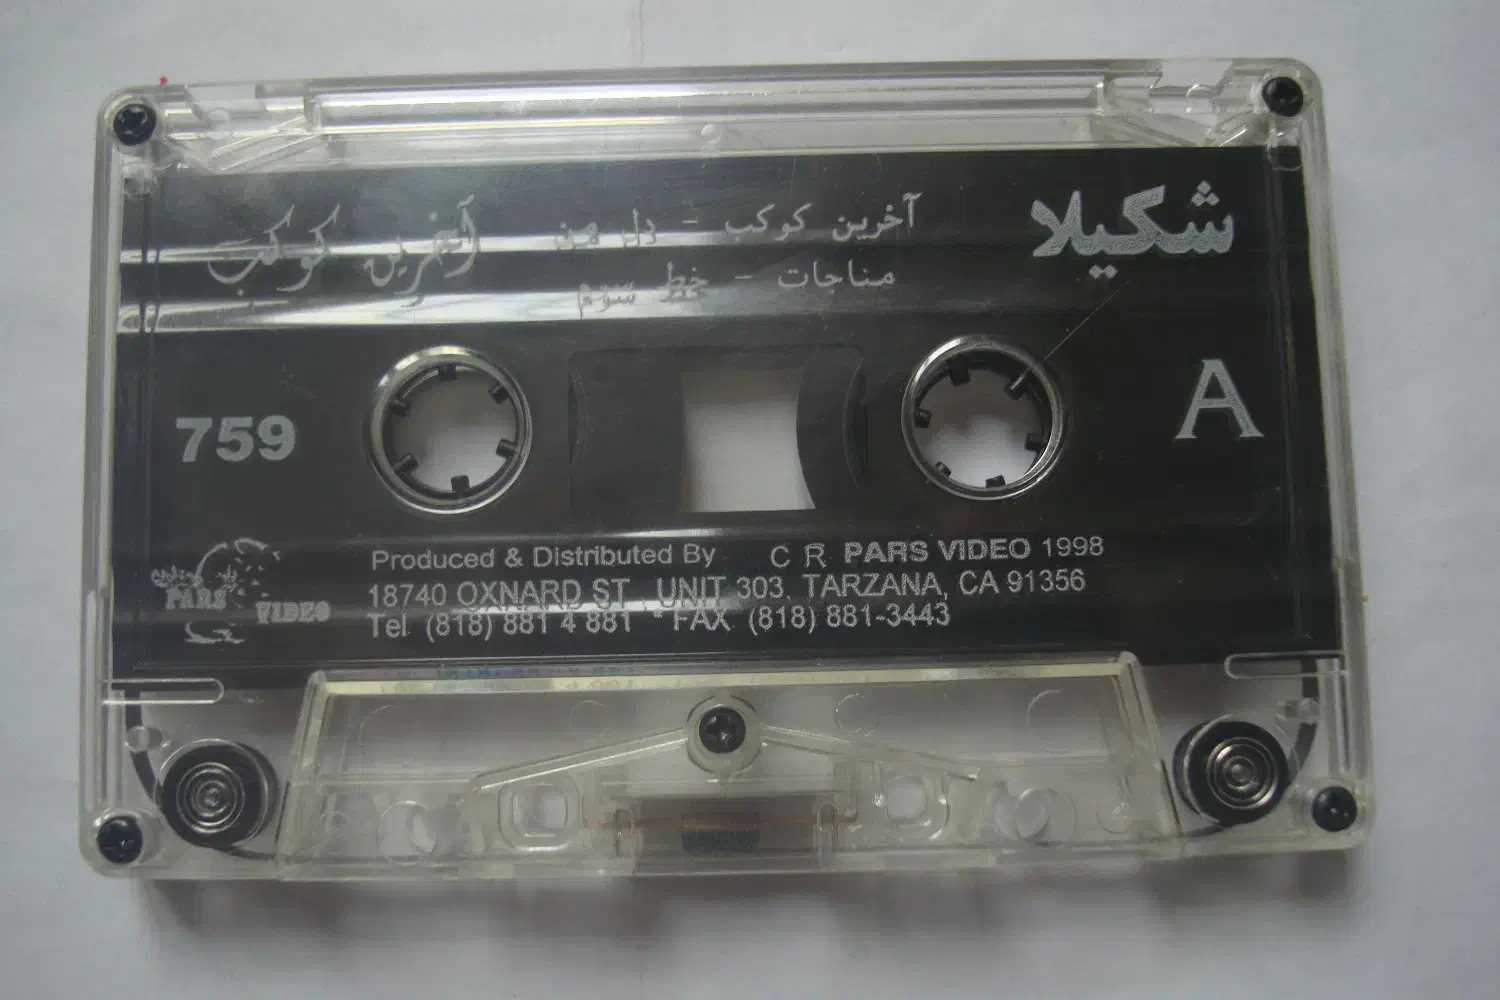 شکیلا
آخرین کوکب - دل من
مناجات - خط سوم
آخرین کوکب
759
A
PARS VIDEO
Produced & Distributed By C R PARS VIDEO 1998
18740 OXNARD ST., UNIT 303. TARZANA, CA 91356
Tel (818) 881 4 881 * FAX (818) 881-3443